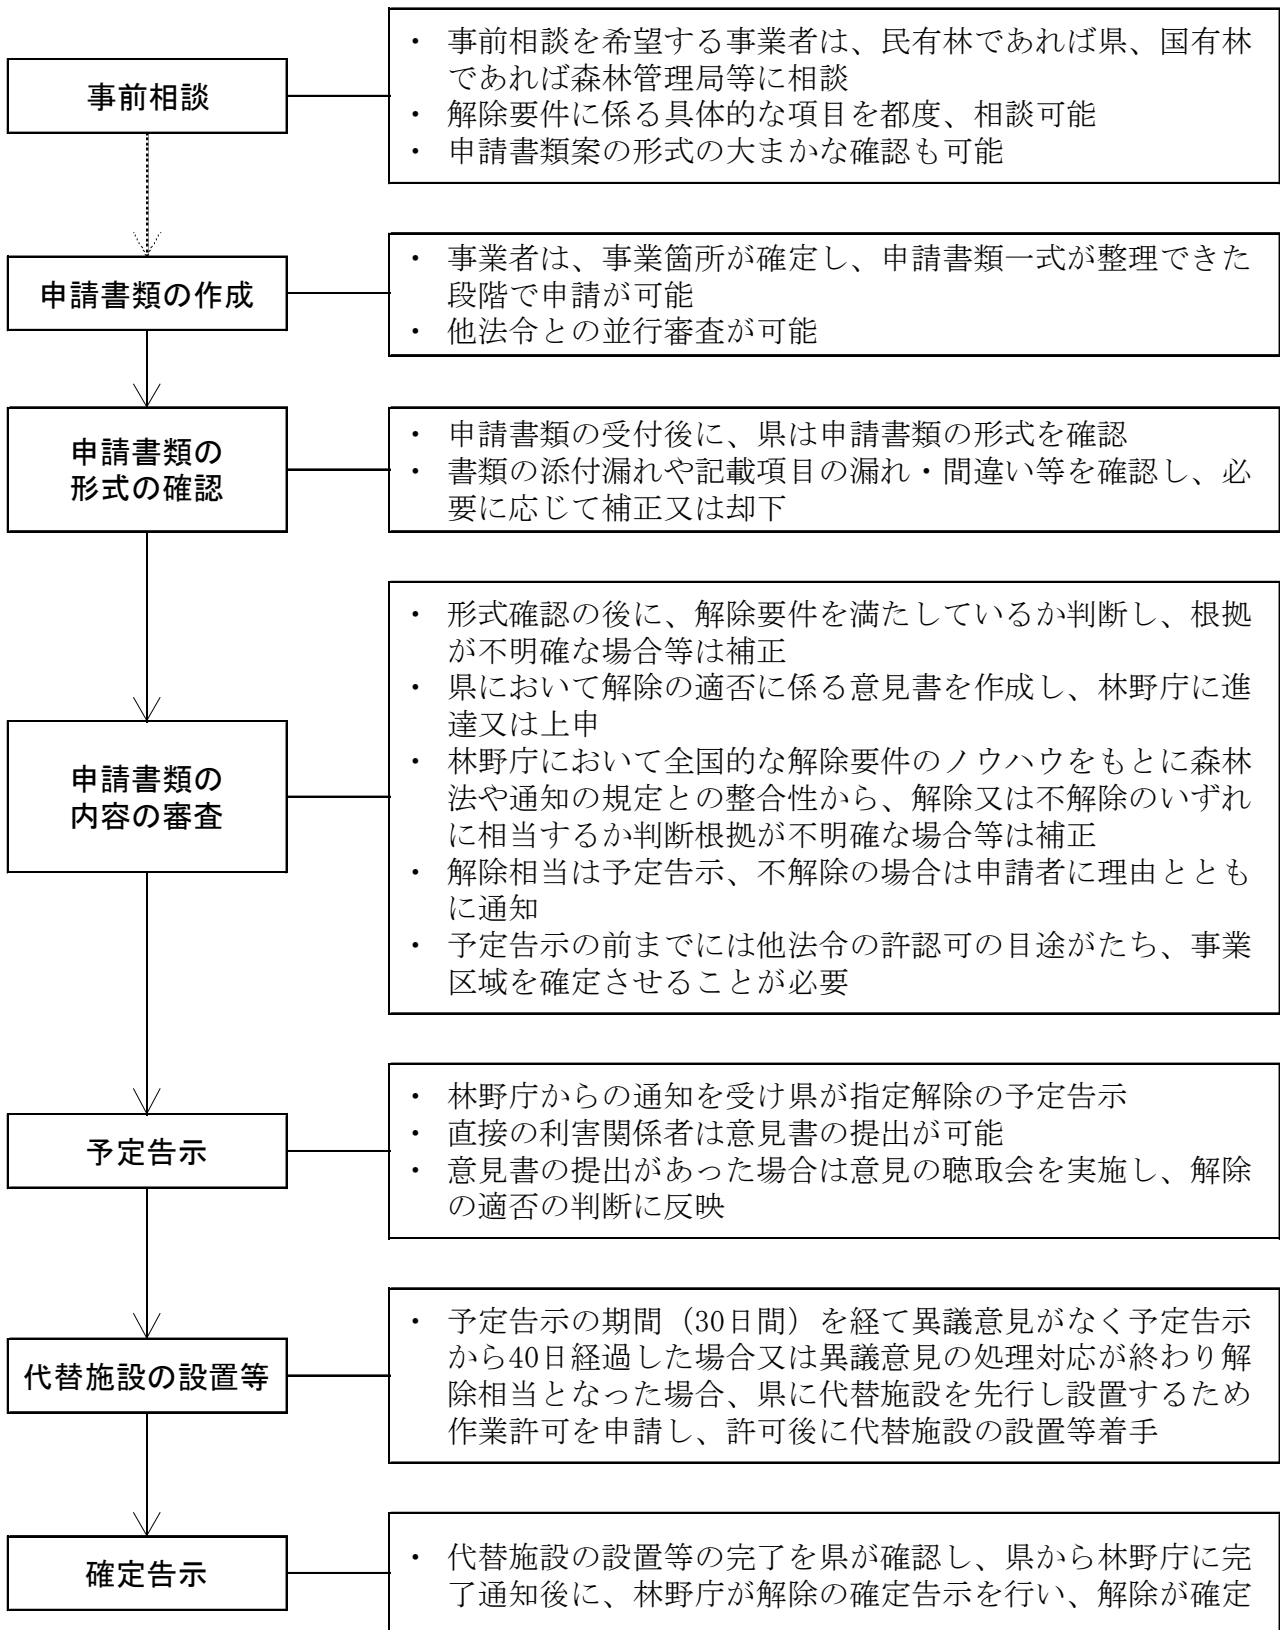 事前相談
・ 事前相談を希望する事業者は、民有林であれば県、国有林
であれば森林管理局等に相談
・ 解除要件に係る具体的な項目を都度、相談可能
・ 申請書類案の形式の大まかな確認も可能
申請書類の作成
・ 事業者は、事業箇所が確定し、申請書類一式が整理できた
段階で申請が可能
・ 他法令との並行審査が可能
申請書類の
形式の確認
・ 申請書類の受付後に、県は申請書類の形式を確認
・ 書類の添付漏れや記載項目の漏れ・間違い等を確認し、必
要に応じて補正又は却下
申請書類の
内容の審査
・ 形式確認の後に、解除要件を満たしているか判断し、根拠
が不明確な場合等は補正
・ 県において解除の適否に係る意見書を作成し、林野庁に進
達又は上申
・ 林野庁において全国的な解除要件のノウハウをもとに森林
法や通知の規定との整合性から、解除又は不解除のいずれ
に相当するか判断根拠が不明確な場合等は補正
・ 解除相当は予定告示、不解除の場合は申請者に理由ととも
に通知
・ 予定告示の前までには他法令の許認可の目途がたち、事業
区域を確定させることが必要
予定告示
・ 林野庁からの通知を受け県が指定解除の予定告示
・ 直接の利害関係者は意見書の提出が可能
・ 意見書の提出があった場合は意見の聴取会を実施し、解除
の適否の判断に反映
代替施設の設置等
・ 予定告示の期間（30日間）を経て異議意見がなく予定告示
から40日経過した場合又は異議意見の処理対応が終わり解
除相当となった場合、県に代替施設を先行し設置するため
作業許可を申請し、許可後に代替施設の設置等着手
確定告示
・ 代替施設の設置等の完了を県が確認し、県から林野庁に完
了通知後に、林野庁が解除の確定告示を行い、解除が確定